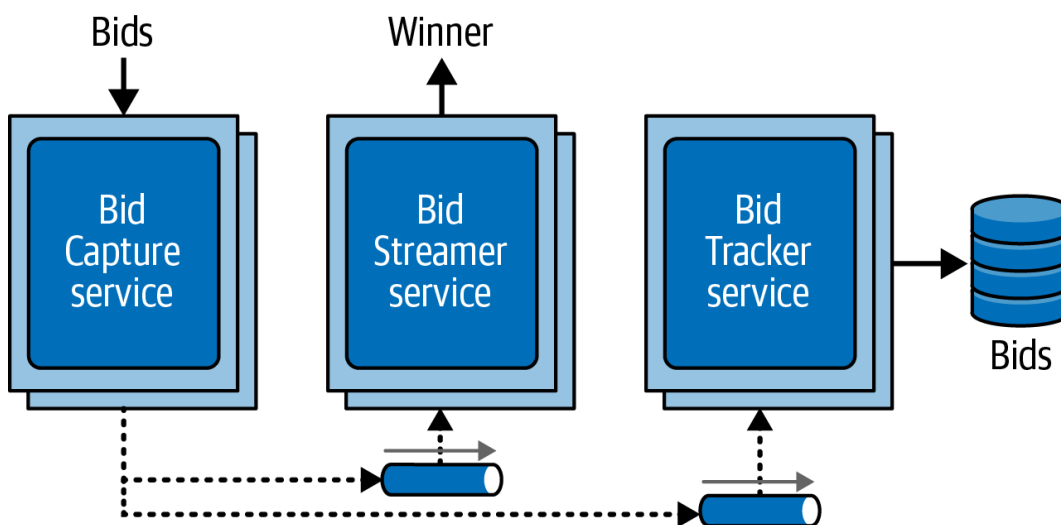 Bids
Winner
Bid
Capture
service
Bid
Streamer
service
Bid
Tracker
service
Bids